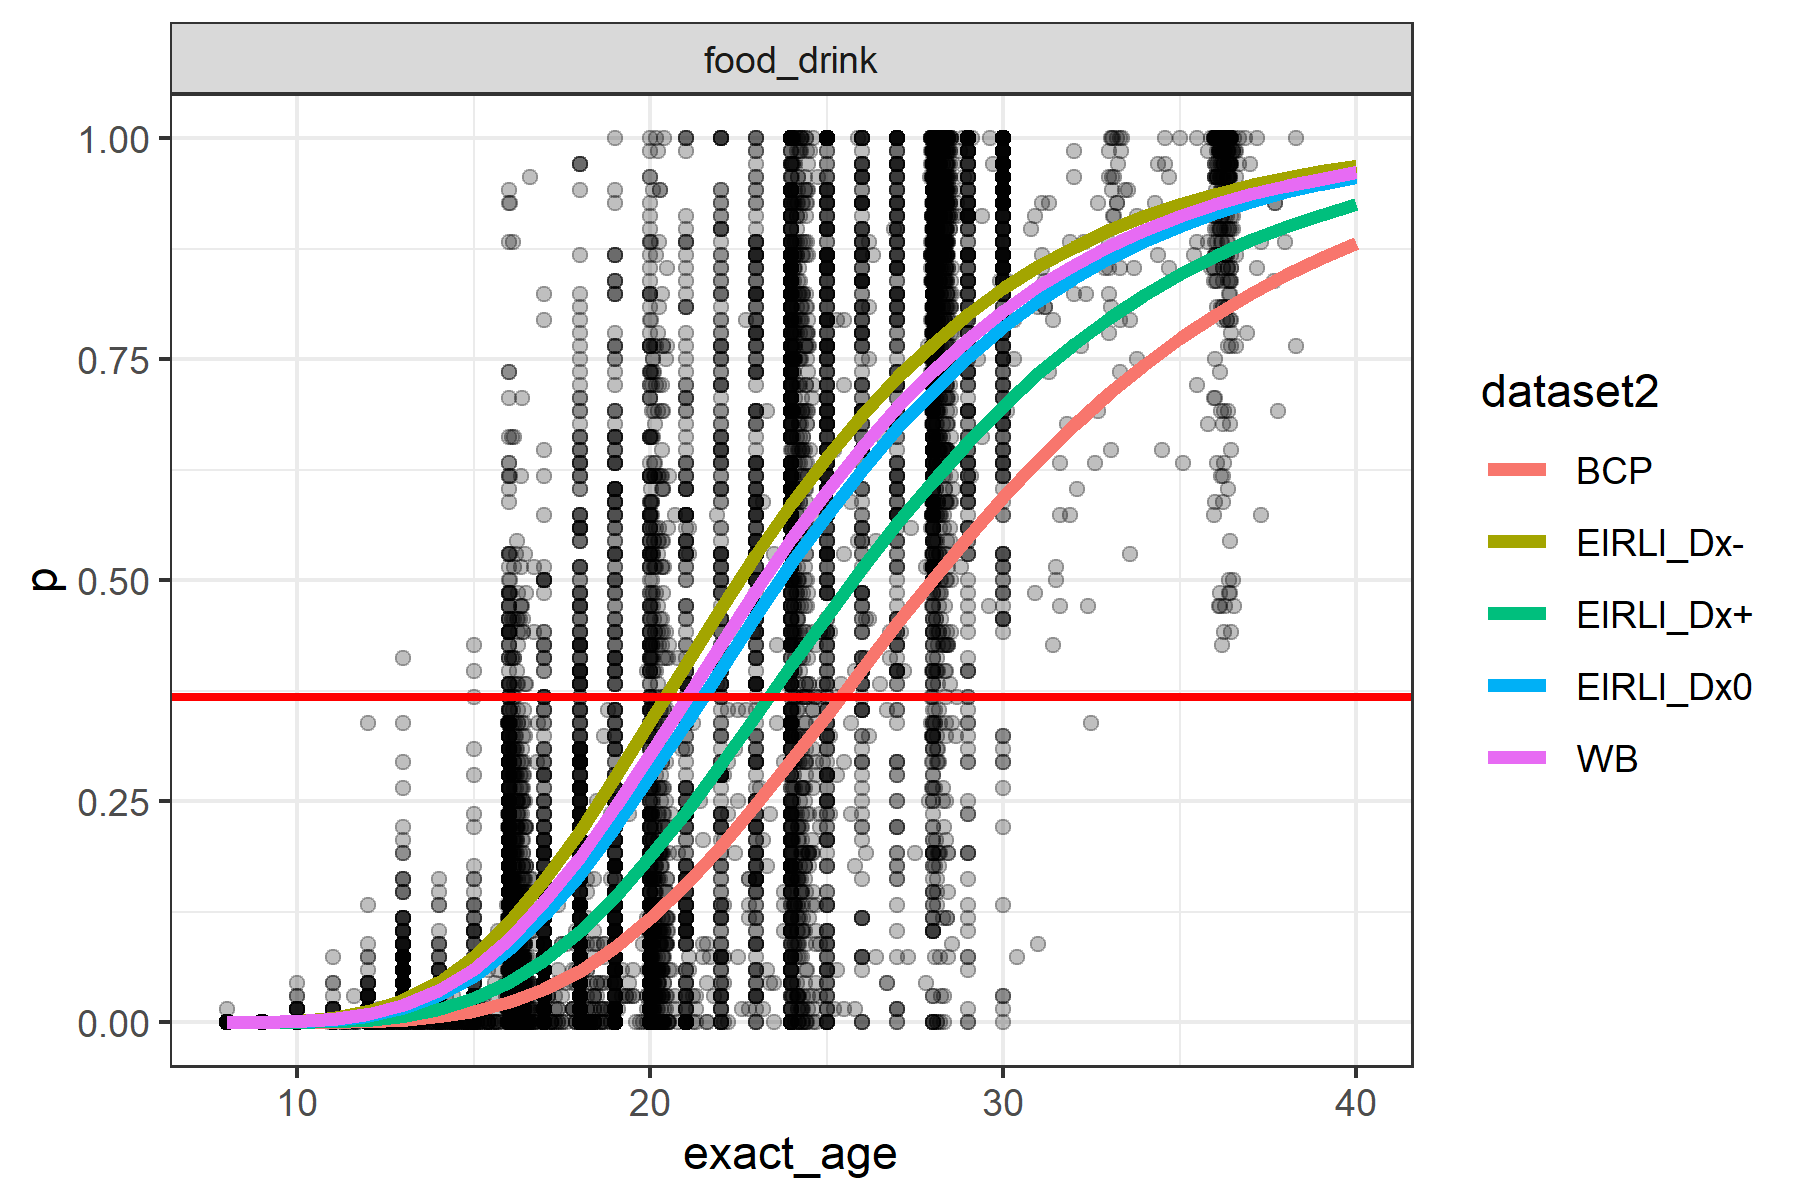 food_drink
1.00
0.75
0.50
0.25
0.00
p
10
20
30
40
exact_age
dataset2
BCP
EIRLI_Dx-
EIRLI_Dx+
EIRLI_Dx0
WB